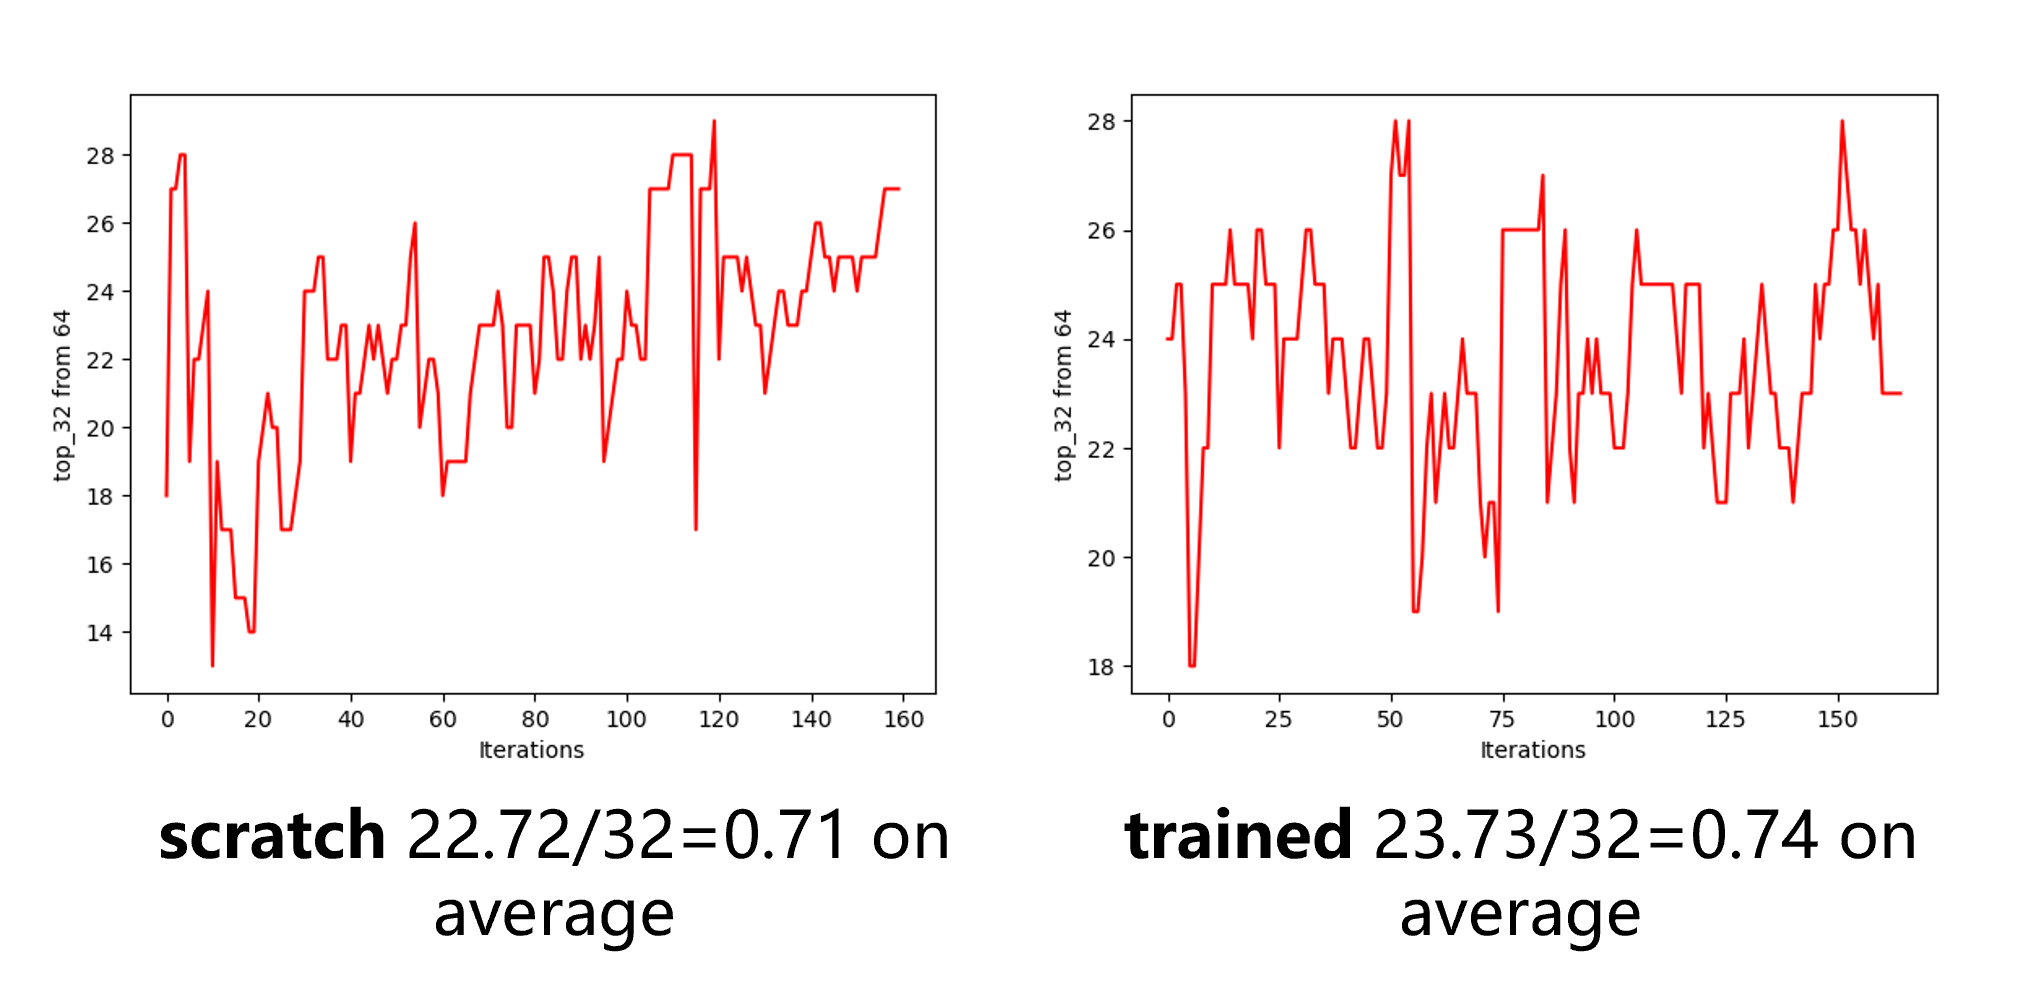 28
26
24
22
20
18
16
14
top_32 from 64
0 20 40 60 80 100 120 140 160
Iterations
28
26
24
22
20
18
top_32 from 64
0 25 50 75 100 125 150
Iterations
scratch 22.72/32=0.71 on
average
trained 23.73/32=0.74 on
average